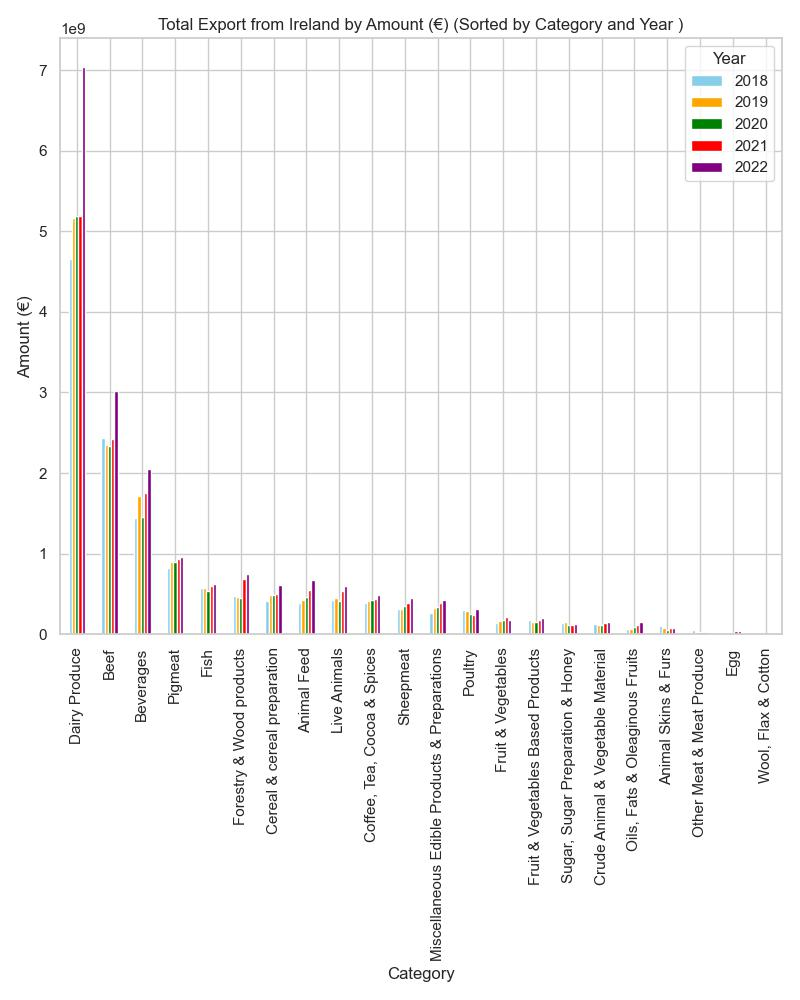 Total Export from Ireland by Amount (€) (Sorted by Category and Year )
1e9
Year
2018
2019
2020
2021
2022
7
6
5
4
3
2
1
0
Amount (€)
Dairy Produce
Beef
Beverages
Pigmeat
Fish
Forestry & Wood products
Cereal & cereal preparation
Animal Feed
Live Animals
Coffee, Tea, Cocoa & Spices
Sheepmeat
Miscellaneous Edible Products & Preparations
Poultry
Fruit & Vegetables
Fruit & Vegetables Based Products
Sugar, Sugar Preparation & Honey
Crude Animal & Vegetable Material
Oils, Fats & Oleaginous Fruits
Animal Skins & Furs
Other Meat & Meat Produce
Egg
Wool, Flax & Cotton
Category